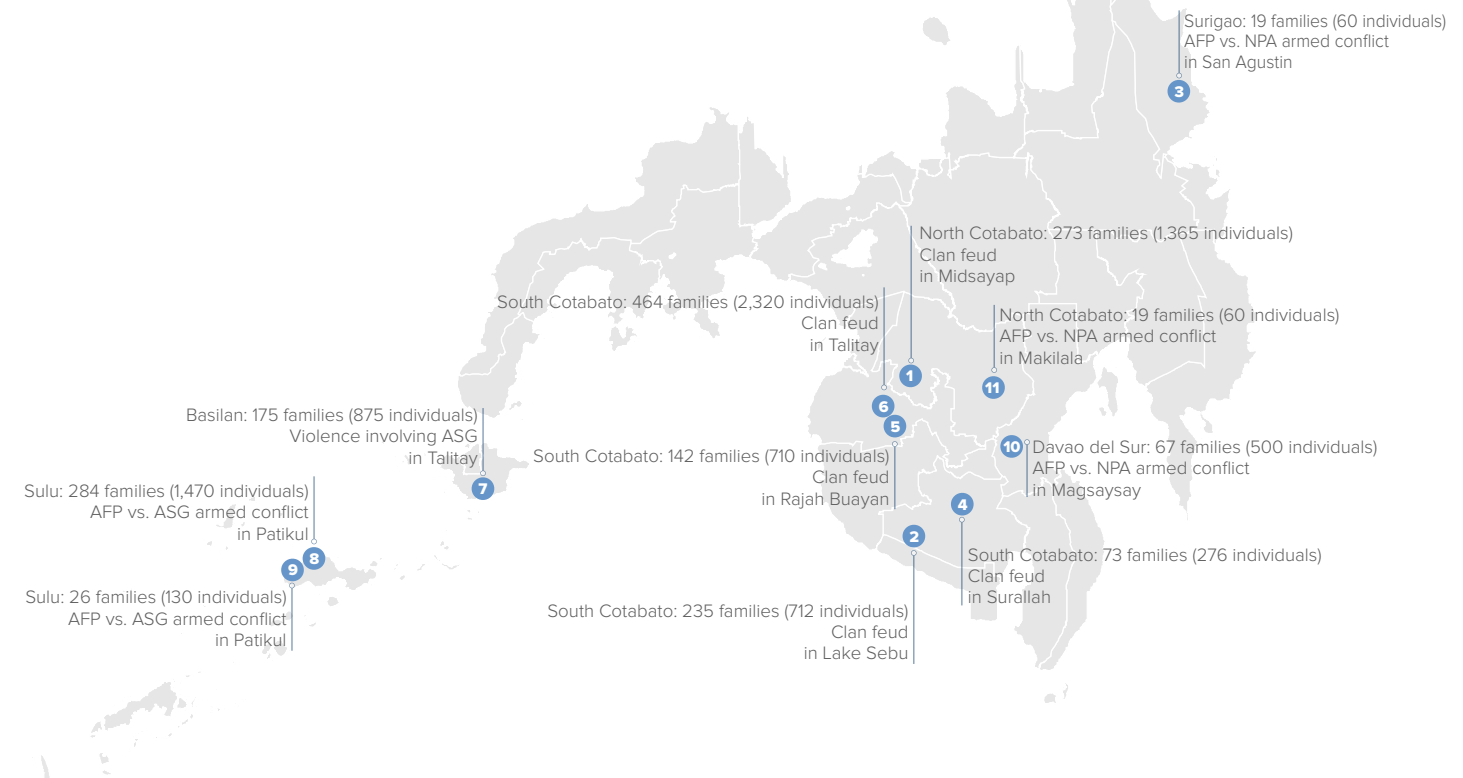 Surigao: 19 families (60 individuals)
AFP vs. NPA armed conflict
in San Agustin
3
North Cotabato: 273 families (1,365 individuals)
Clan feud
in Midsayap
South Cotabato: 464 families (2,320 individuals)
Clan feud
in Talitay
North Cotabato: 19 families (60 individuals)
AFP vs. NPA armed conflict
in Makilala
1
11
6
5
Basilan: 175 families (875 individuals)
Violence involving ASG
in Talitay
7
South Cotabato: 142 families (710 individuals)
Clan feud
in Rajah Buayan
10
Davao del Sur: 67 families (500 individuals)
AFP vs. NPA armed conflict
in Magsaysay
Sulu: 284 families (1,470 individuals)
AFP vs. ASG armed conflict
in Patikul
4
2
8
9
South Cotabato: 73 families (276 individuals)
Clan feud
in Surallah
Sulu: 26 families (130 individuals)
AFP vs. ASG armed conflict
in Patikul
South Cotabato: 235 families (712 individuals)
Clan feud
in Lake Sebu